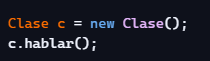 Clase c = new Clase();
c.hablar();